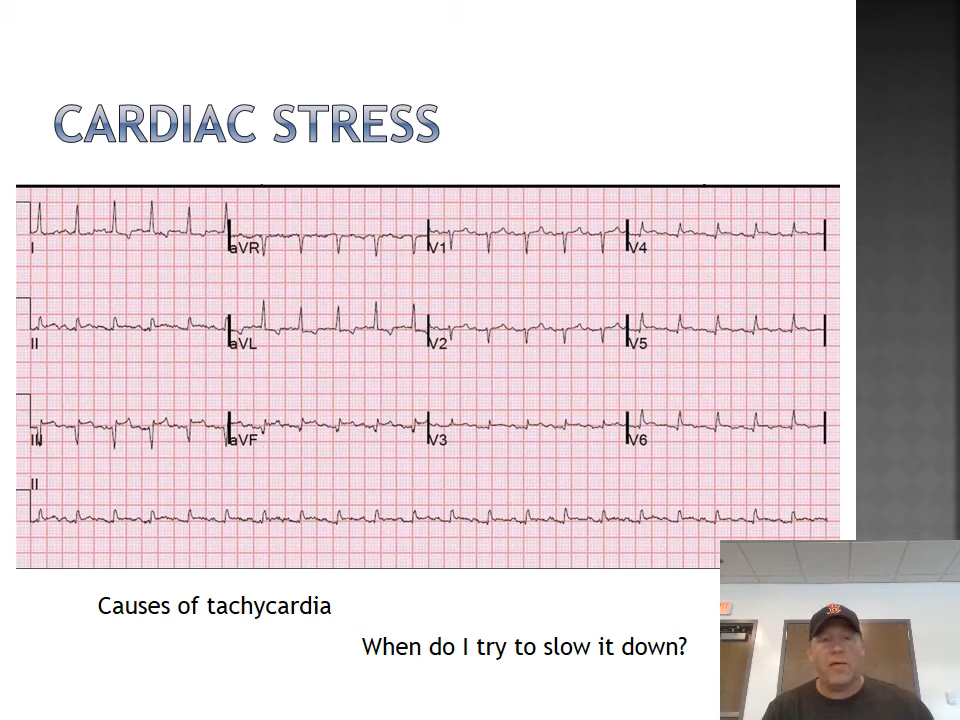 CARDIAC STRESS
I aVR V1 V4
II aVL V2 V5
III aVF V3 V6
II
Causes of tachycardia
When do I try to slow it down?